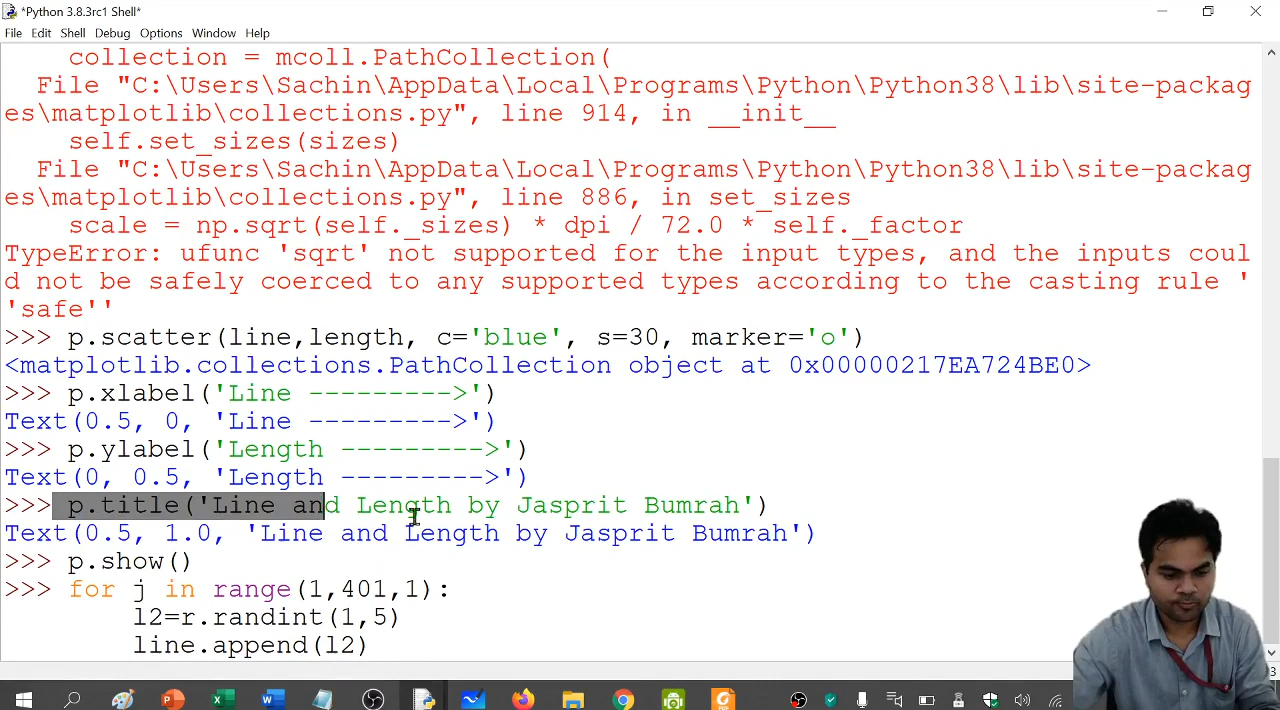 *Python 3.8.3rc1 Shell*
File Edit Shell Debug Options Window Help
    collection = mcoll.PathCollection(
  File "C:\Users\Sachin\AppData\Local\Programs\Python\Python38\lib\site-packag
es\matplotlib\collections.py", line 914, in __init__
    self.set_sizes(sizes)
  File "C:\Users\Sachin\AppData\Local\Programs\Python\Python38\lib\site-packag
es\matplotlib\collections.py", line 886, in set_sizes
    scale = np.sqrt(self._sizes) * dpi / 72.0 * self._factor
TypeError: ufunc 'sqrt' not supported for the input types, and the inputs coul
d not be safely coerced to any supported types according to the casting rule '
'safe''
>>> p.scatter(line,length, c='blue', s=30, marker='o')
<matplotlib.collections.PathCollection object at 0x00000217EA724BE0>
>>> p.xlabel('Line --------->')
Text(0.5, 0, 'Line --------->')
>>> p.ylabel('Length --------->')
Text(0, 0.5, 'Length --------->')
>>> p.title('Line and Length by Jasprit Bumrah')
Text(0.5, 1.0, 'Line and Length by Jasprit Bumrah')
>>> p.show()
>>> for j in range(1,401,1):
        l2=r.randint(1,5)
        line.append(l2)